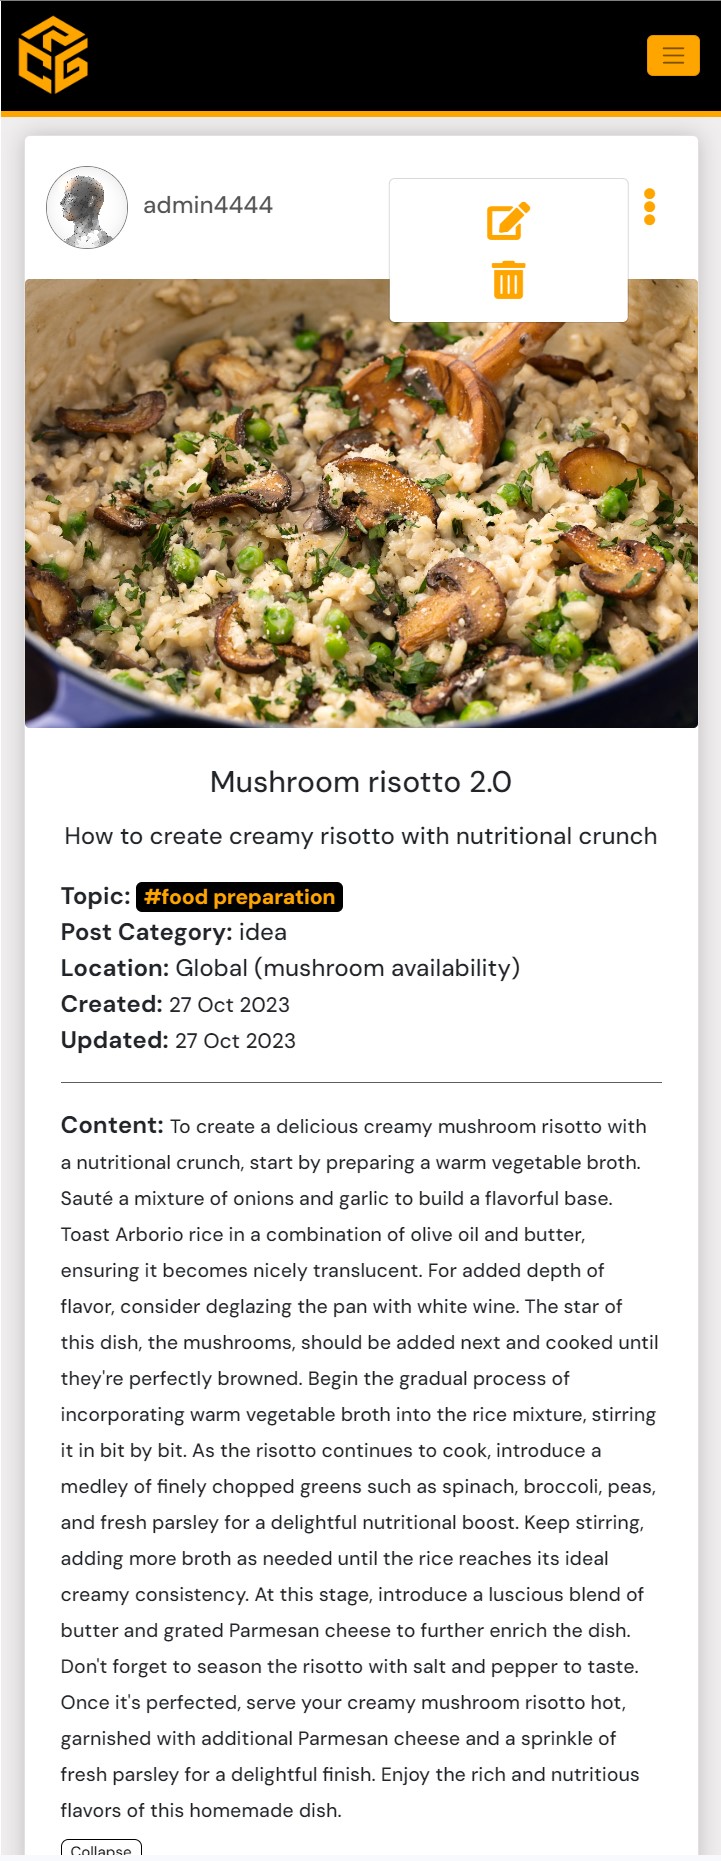 admin4444
Mushroom risotto 2.0
How to create creamy risotto with nutritional crunch
Topic: #food preparation
Post Category: idea
Location: Global (mushroom availability)
Created: 27 Oct 2023
Updated: 27 Oct 2023
Content: To create a delicious creamy mushroom risotto with
a nutritional crunch, start by preparing a warm vegetable broth.
Sauté a mixture of onions and garlic to build a flavorful base.
Toast Arborio rice in a combination of olive oil and butter,
ensuring it becomes nicely translucent. For added depth of
flavor, consider deglazing the pan with white wine. The star of
this dish, the mushrooms, should be added next and cooked until
they're perfectly browned. Begin the gradual process of
incorporating warm vegetable broth into the rice mixture, stirring
it in bit by bit. As the risotto continues to cook, introduce a
medley of finely chopped greens such as spinach, broccoli, peas,
and fresh parsley for a delightful nutritional boost. Keep stirring,
adding more broth as needed until the rice reaches its ideal
creamy consistency. At this stage, introduce a luscious blend of
butter and grated Parmesan cheese to further enrich the dish.
Don't forget to season the risotto with salt and pepper to taste.
Once it's perfected, serve your creamy mushroom risotto hot,
garnished with additional Parmesan cheese and a sprinkle of
fresh parsley for a delightful finish. Enjoy the rich and nutritious
flavors of this homemade dish.
Collapse